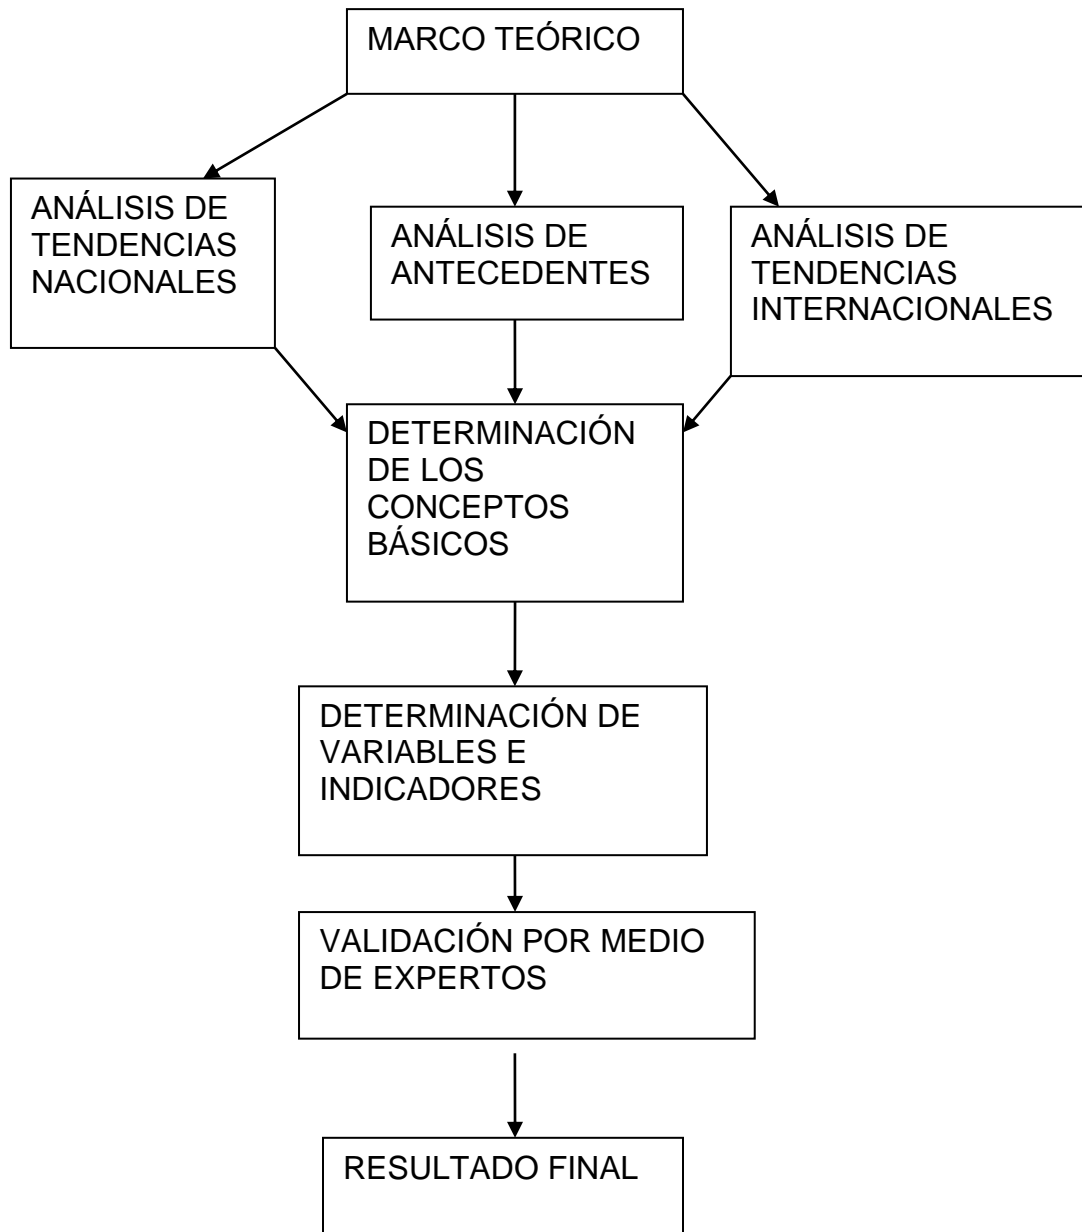 MARCO TEÓRICO
ANÁLISIS DE
TENDENCIAS
NACIONALES
ANÁLISIS DE
ANTECEDENTES
ANÁLISIS DE
TENDENCIAS
INTERNACIONALES
DETERMINACIÓN
DE LOS
CONCEPTOS
BÁSICOS
DETERMINACIÓN DE
VARIABLES E
INDICADORES
VALIDACIÓN POR MEDIO
DE EXPERTOS
RESULTADO FINAL